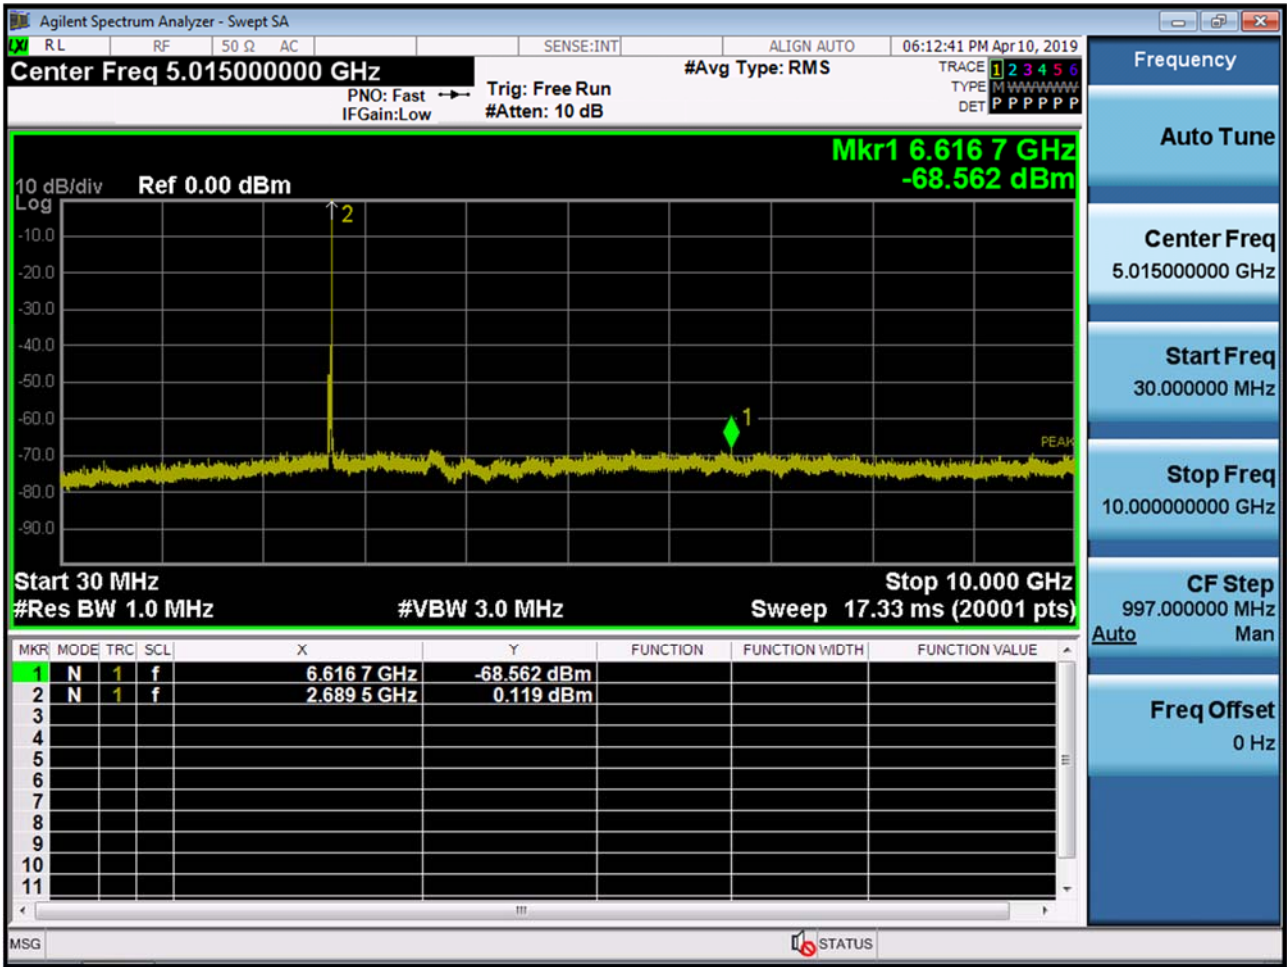 Agilent Spectrum Analyzer - Swept SA
LXI RL RF 50 Ω AC SENSE:INT ALIGN AUTO 06:12:41 PM Apr 10, 2019
Center Freq 5.015000000 GHz
PNO: Fast
IFGain:Low
Trig: Free Run
#Atten: 10 dB
#Avg Type: RMS
TRACE 1 2 3 4 5 6
TYPE M WWWWW
DET P P P P P P
Mkr1 6.616 7 GHz
-68.562 dBm
10 dB/div Ref 0.00 dBm
Log
2
-10.0
-20.0
-30.0
-40.0
-50.0
-60.0
-70.0
-80.0
-90.0
1
PEAK
Start 30 MHz
Stop 10.000 GHz
#Res BW 1.0 MHz
#VBW 3.0 MHz
Sweep 17.33 ms (20001 pts)
MKR MODE TRC SCL X Y FUNCTION FUNCTION WIDTH FUNCTION VALUE
1 N 1 f 6.616 7 GHz -68.562 dBm
2 N 1 f 2.689 5 GHz 0.119 dBm
3
4
5
6
7
8
9
10
11
MSG
STATUS
Frequency
Auto Tune
Center Freq
5.015000000 GHz
Start Freq
30.000000 MHz
Stop Freq
10.000000000 GHz
CF Step
997.000000 MHz
Auto Man
Freq Offset
0 Hz